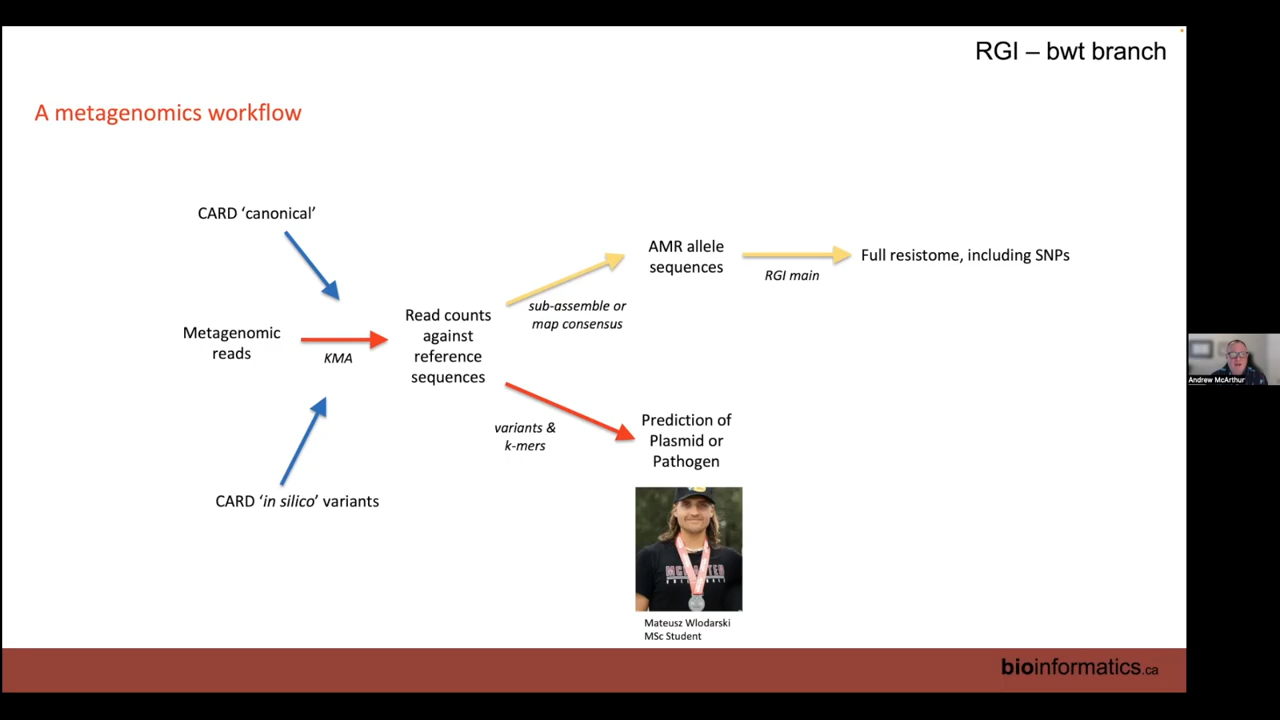 RGI – bwt branch
A metagenomics workflow
CARD ‘canonical’
Metagenomic
reads
KMA
CARD ‘in silico’ variants
Read counts
against
reference
sequences
sub-assemble or
map consensus
AMR allele
sequences
RGI main
Full resistome, including SNPs
variants &
k-mers
Prediction of
Plasmid or
Pathogen
Mateusz Wlodarski
MSc Student
Andrew McArthur
bioinformatics.ca